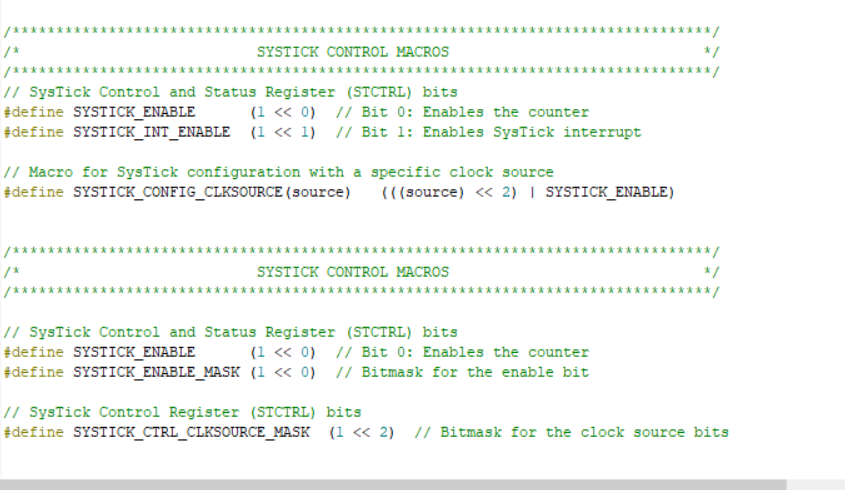 /********************************************************************************/
/*                           SYSTICK CONTROL MACROS                             */
/********************************************************************************/
// SysTick Control and Status Register (STCTRL) bits
#define SYSTICK_ENABLE      (1 << 0)  // Bit 0: Enables the counter
#define SYSTICK_INT_ENABLE  (1 << 1)  // Bit 1: Enables SysTick interrupt
// Macro for SysTick configuration with a specific clock source
#define SYSTICK_CONFIG_CLKSOURCE(source)   (((source) << 2) | SYSTICK_ENABLE)
/********************************************************************************/
/*                           SYSTICK CONTROL MACROS                             */
/********************************************************************************/
// SysTick Control and Status Register (STCTRL) bits
#define SYSTICK_ENABLE      (1 << 0)  // Bit 0: Enables the counter
#define SYSTICK_ENABLE_MASK (1 << 0)  // Bitmask for the enable bit
// SysTick Control Register (STCTRL) bits
#define SYSTICK_CTRL_CLKSOURCE_MASK  (1 << 2)  // Bitmask for the clock source bits